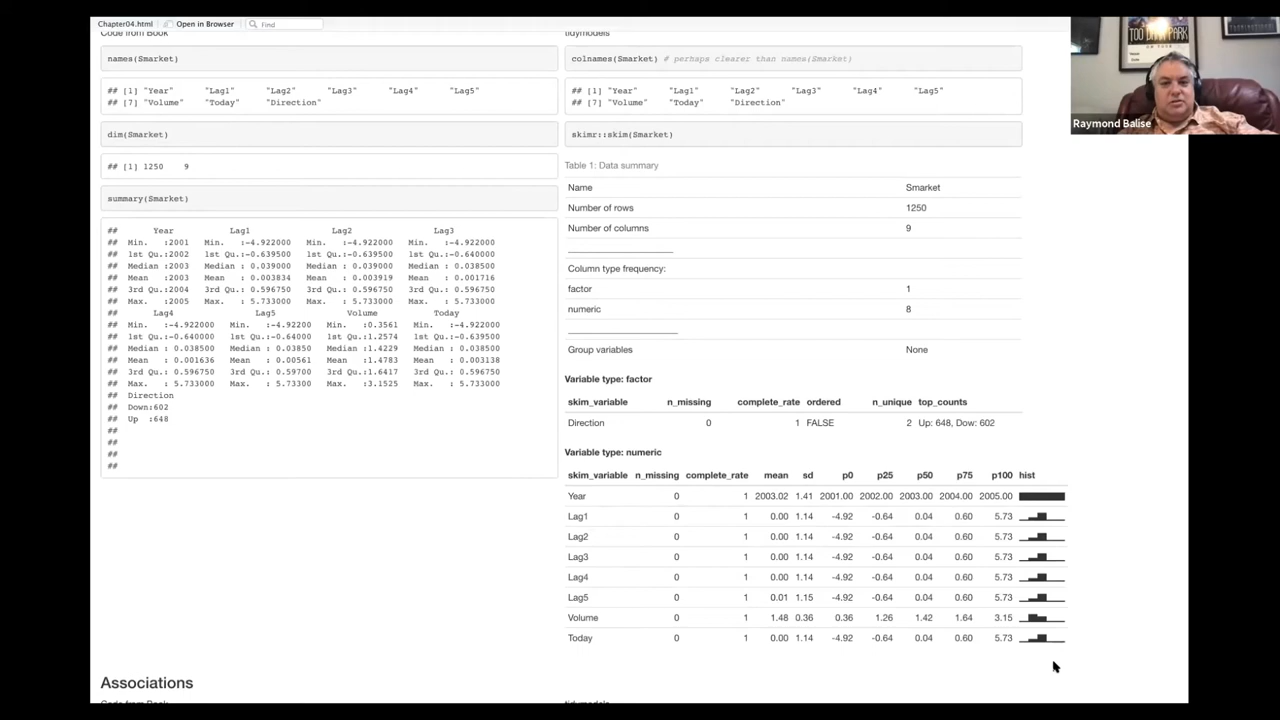 Chapter04.html Open in Browser Find
Code from Book
names(Smarket)
## [1] "Year" "Lag1" "Lag2" "Lag3" "Lag4" "Lag5"
## [7] "Volume" "Today" "Direction"
dim(Smarket)
## [1] 1250 9
summary(Smarket)
## Year Lag1 Lag2 Lag3
## Min. :2001 Min. :-4.922000 Min. :-4.922000 Min. :-4.922000
## 1st Qu.:2002 1st Qu.:-0.639500 1st Qu.:-0.639500 1st Qu.:-0.640000
## Median :2003 Median : 0.039000 Median : 0.039000 Median : 0.038500
## Mean :2003 Mean : 0.003834 Mean : 0.003919 Mean : 0.001716
## 3rd Qu.:2004 3rd Qu.: 0.596750 3rd Qu.: 0.596750 3rd Qu.: 0.596750
## Max. :2005 Max. : 5.733000 Max. : 5.733000 Max. : 5.733000
## Lag4 Lag5 Volume Today
## Min. :-4.922000 Min. :-4.92200 Min. :0.3561 Min. :-4.922000
## 1st Qu.:-0.640000 1st Qu.:-0.64000 1st Qu.:1.2574 1st Qu.:-0.639500
## Median : 0.038500 Median : 0.03850 Median :1.4229 Median : 0.038500
## Mean : 0.001636 Mean : 0.00561 Mean :1.4783 Mean : 0.003138
## 3rd Qu.: 0.596750 3rd Qu.: 0.59700 3rd Qu.:1.6417 3rd Qu.: 0.596750
## Max. : 5.733000 Max. : 5.73300 Max. :3.1525 Max. : 5.733000
## Direction
## Down:602
## Up :648
##
##
##
##
tidymodels
colnames(Smarket) # perhaps clearer than names(Smarket)
## [1] "Year" "Lag1" "Lag2" "Lag3" "Lag4" "Lag5"
## [7] "Volume" "Today" "Direction"
skimr::skim(Smarket)
Table 1: Data summary
Name Smarket
Number of rows 1250
Number of columns 9
_______________________
Column type frequency:
factor 1
numeric 8
________________________
Group variables None
Variable type: factor
skim_variable n_missing complete_rate ordered n_unique top_counts
Direction 0 1 FALSE 2 Up: 648, Dow: 602
Variable type: numeric
skim_variable n_missing complete_rate mean sd p0 p25 p50 p75 p100 hist
Year 0 1 2003.02 1.41 2001.00 2002.00 2003.00 2004.00 2005.00
Lag1 0 1 0.00 1.14 -4.92 -0.64 0.04 0.60 5.73
Lag2 0 1 0.00 1.14 -4.92 -0.64 0.04 0.60 5.73
Lag3 0 1 0.00 1.14 -4.92 -0.64 0.04 0.60 5.73
Lag4 0 1 0.00 1.14 -4.92 -0.64 0.04 0.60 5.73
Lag5 0 1 0.01 1.15 -4.92 -0.64 0.04 0.60 5.73
Volume 0 1 1.48 0.36 0.36 1.26 1.42 1.64 3.15
Today 0 1 0.00 1.14 -4.92 -0.64 0.04 0.60 5.73
Associations
Code from Book
tidymodels
TOO DARK PARK
Raymond Balise